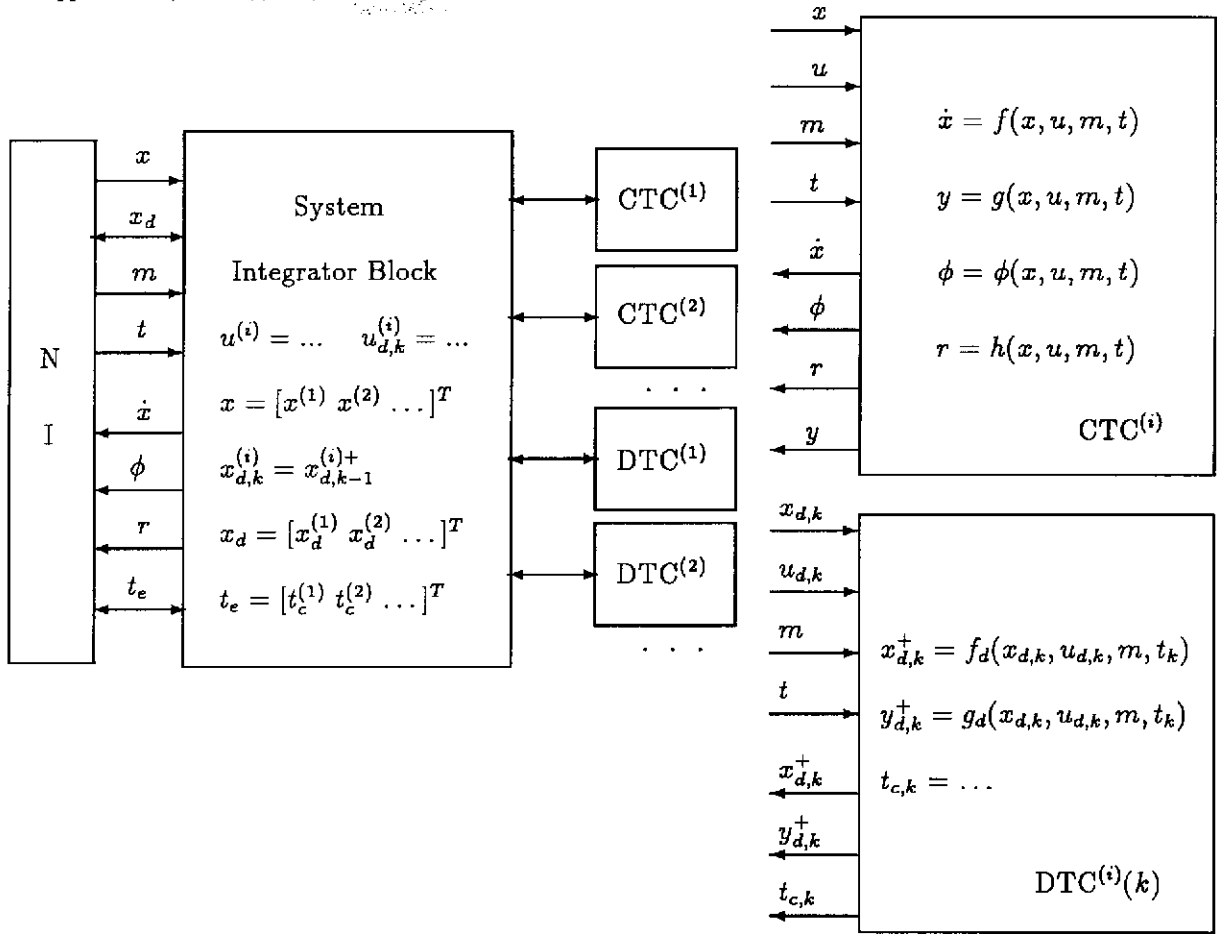 N
I
x
x_d
m
t
ẋ
φ
r
t_e
System
Integrator Block
u^{(i)} = ... u_{d,k}^{(i)} = ...
x = [x^{(1)} x^{(2)} ...]^T
x_{d,k}^{(i)} = x_{d,k-1}^{(i)+}
x_d = [x_d^{(1)} x_d^{(2)} ...]^T
t_e = [t_c^{(1)} t_c^{(2)} ...]^T
CTC^{(1)}
CTC^{(2)}
. . .
DTC^{(1)}
DTC^{(2)}
. . .
x
u
m
t
ẋ
φ
r
y
ẋ = f(x, u, m, t)
y = g(x, u, m, t)
φ = φ(x, u, m, t)
r = h(x, u, m, t)
CTC^{(i)}
x_{d,k}
u_{d,k}
m
t
x_{d,k}^+
y_{d,k}^+
t_{c,k}
x_{d,k}^+ = f_d(x_{d,k}, u_{d,k}, m, t_k)
y_{d,k}^+ = g_d(x_{d,k}, u_{d,k}, m, t_k)
t_{c,k} = ...
DTC^{(i)}(k)